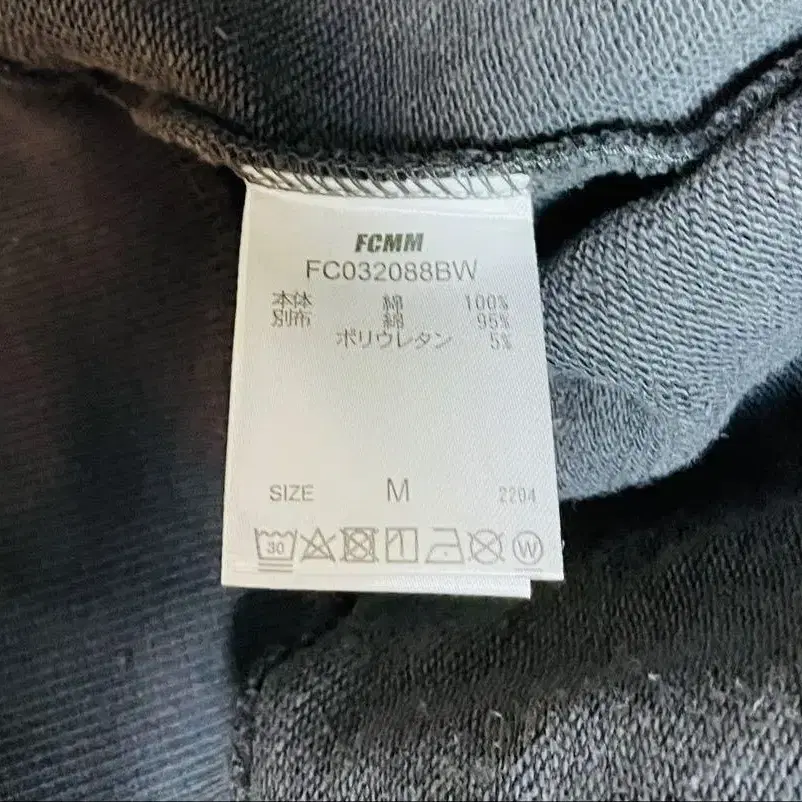 FCMM
FC032088BW
本体 綿 100%
別布 綿 95%
ポリウレタン 5%
SIZE M 2204
30 W